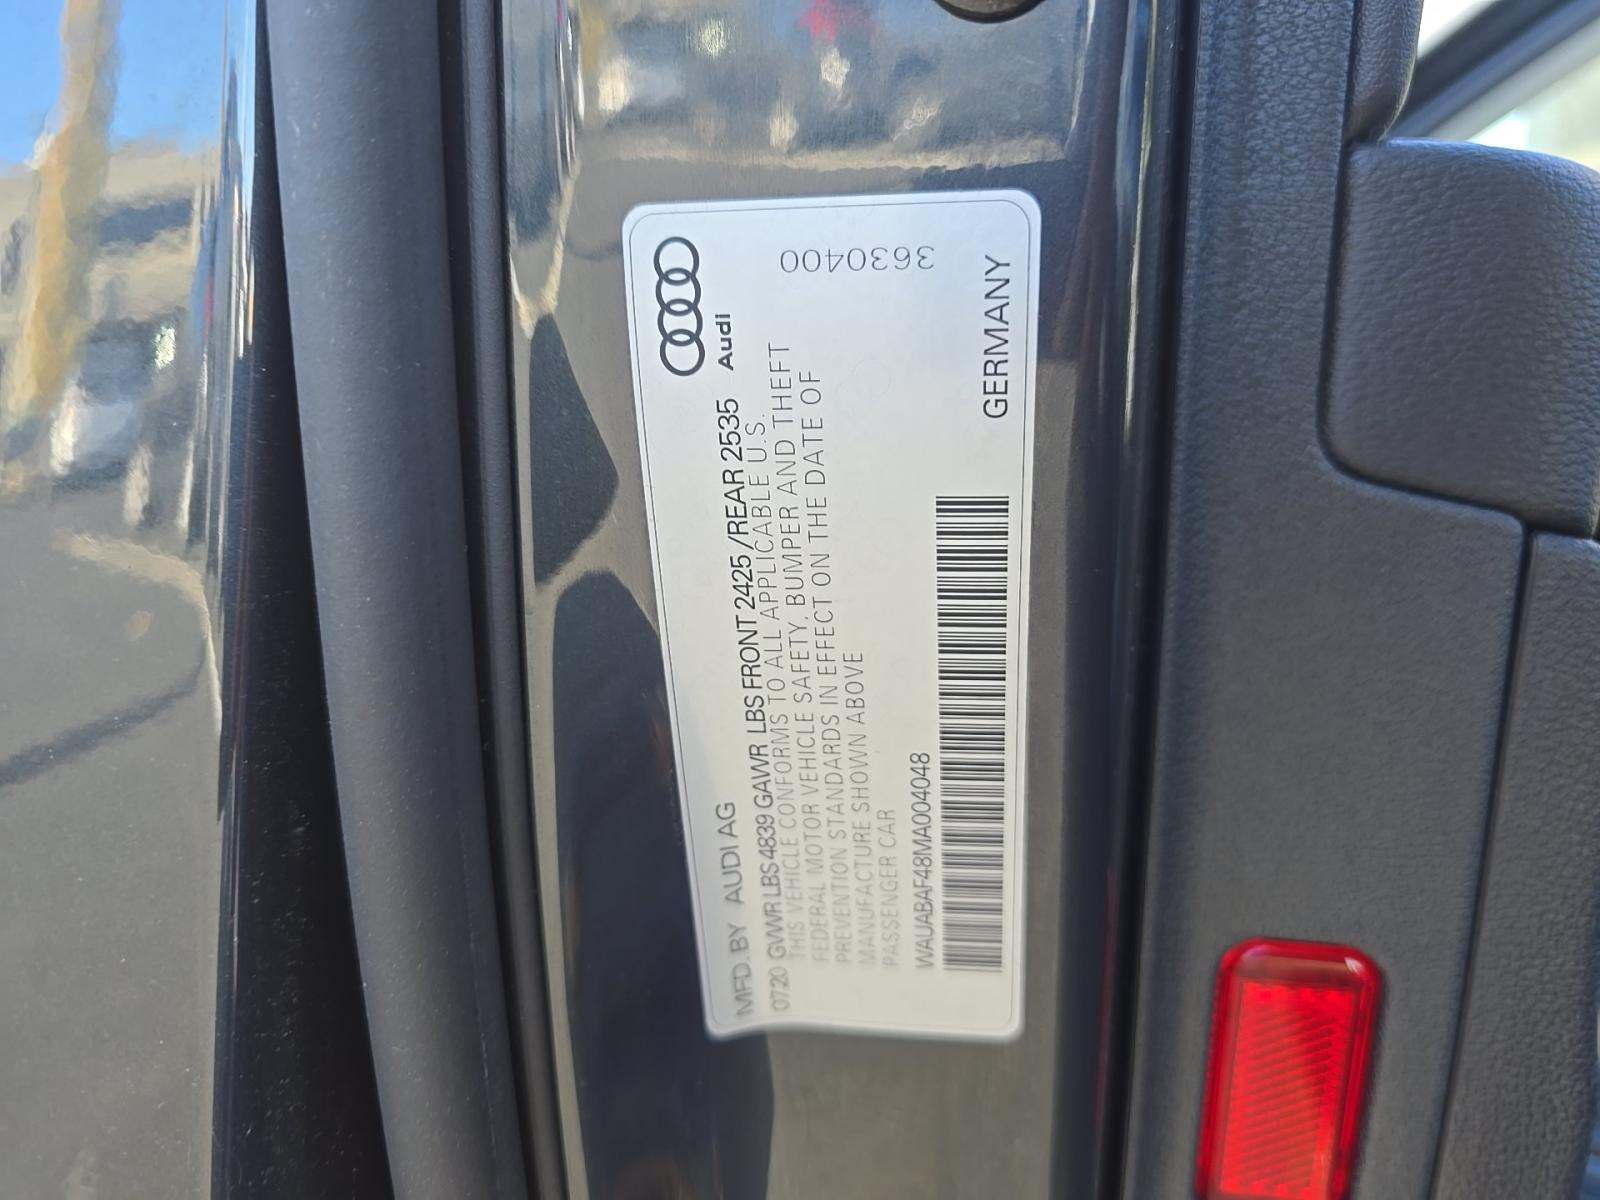 Audi
MFD. BY AUDI AG
0720 GVWR LBS 4839 GAWR LBS FRONT 2425/REAR 2535
THIS VEHICLE CONFORMS TO ALL APPLICABLE U.S.
FEDERAL MOTOR VEHICLE SAFETY, BUMPER AND THEFT
PREVENTION STANDARDS IN EFFECT ON THE DATE OF
MANUFACTURE SHOWN ABOVE
PASSENGER CAR
WAUABAF48MA004048
GERMANY
3630400